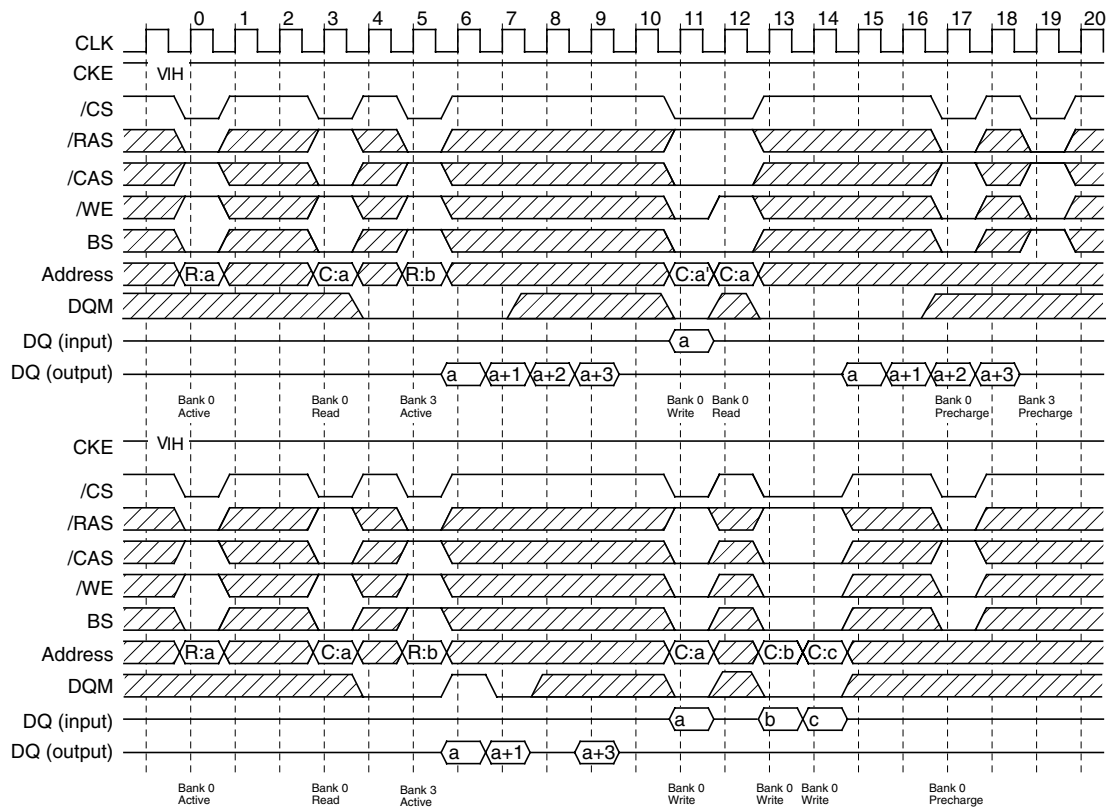 0 1 2 3 4 5 6 7 8 9 10 11 12 13 14 15 16 17 18 19 20
CLK
CKE VIH
/CS
/RAS
/CAS
/WE
BS
Address R:a C:a R:b C:a' C:a
DQM
DQ (input) a
DQ (output) a a+1 a+2 a+3 a a+1 a+2 a+3
Bank 0 Bank 0 Bank 3 Bank 0 Bank 0 Bank 0 Bank 3
Active Read Active Write Read Precharge Precharge
CKE VIH
/CS
/RAS
/CAS
/WE
BS
Address R:a C:a R:b C:a C:b C:c
DQM
DQ (input) a b c
DQ (output) a a+1 a+3
Bank 0 Bank 0 Bank 3 Bank 0 Bank 0 Bank 0 Bank 0
Active Read Active Write Write Write Precharge